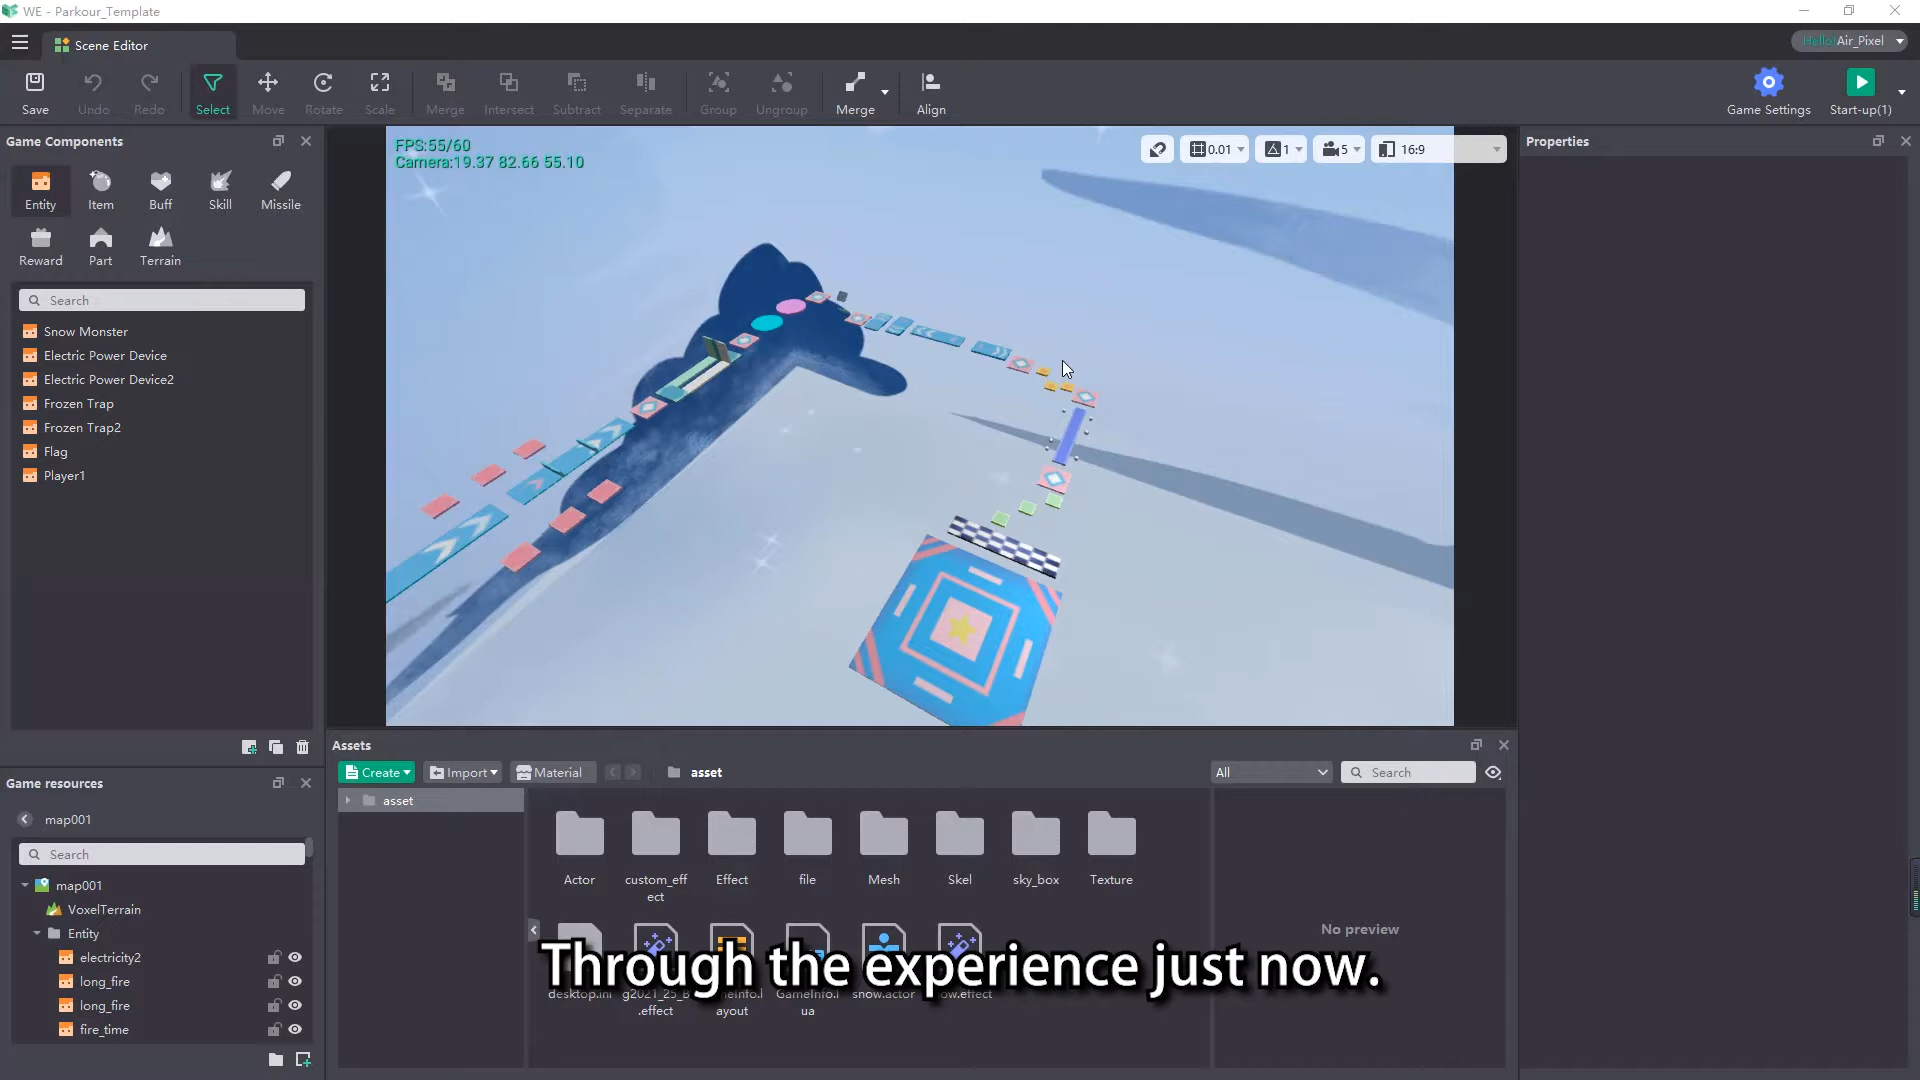 WE - Parkour_Template
Scene Editor
Hello! Air_Pixel
Save
Undo
Redo
Select
Move
Rotate
Scale
Merge
Intersect
Subtract
Separate
Group
Ungroup
Merge
Align
Game Settings
Start-up(1)
Game Components
Entity
Item
Buff
Skill
Missile
Reward
Part
Terrain
Search
Snow Monster
Electric Power Device
Electric Power Device2
Frozen Trap
Frozen Trap2
Flag
Player1
FPS:55/60
Camera:19.37 82.66 55.10
0.01
1
5
16:9
Properties
Game resources
map001
Search
map001
VoxelTerrain
Entity
electricity2
long_fire
long_fire
fire_time
Assets
Create
Import
Material
asset
All
Search
asset
Actor
custom_eff
ect
Effect
file
Mesh
Skel
sky_box
Texture
No preview
Through the experience just now.
desktop.ini
g2021_25_B
.effect
ayout
GameInfo.l
ua
snow.actor